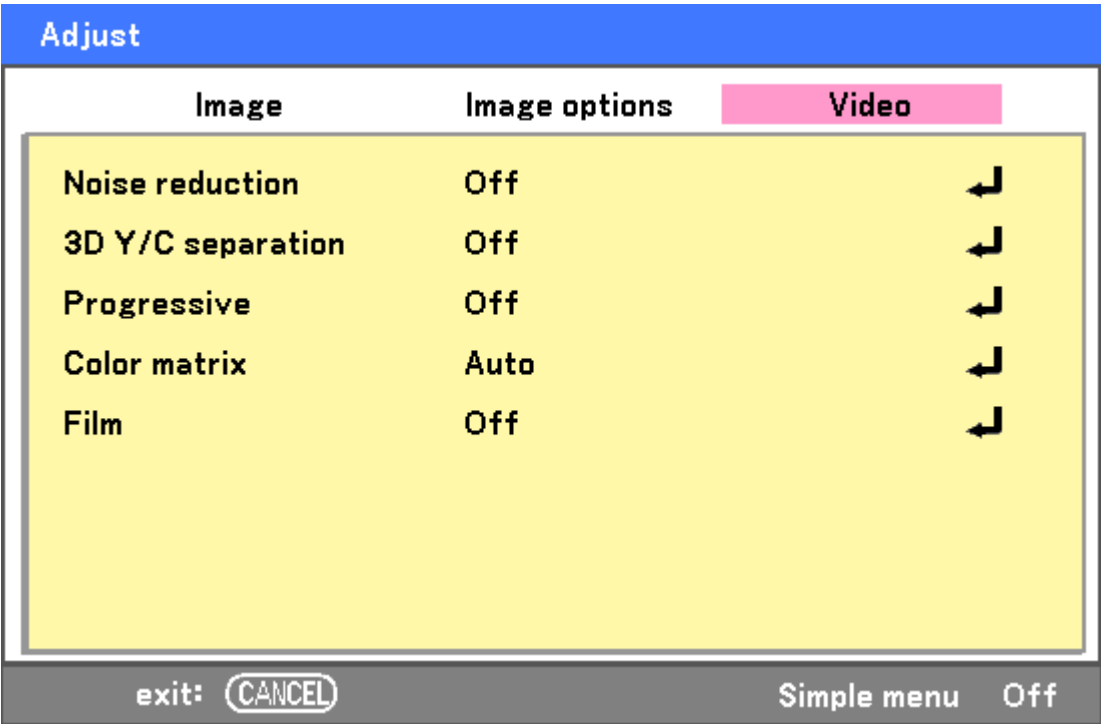 Adjust
Image Image options Video
Noise reduction Off
3D Y/C separation Off
Progressive Off
Color matrix Auto
Film Off
exit: CANCEL Simple menu Off